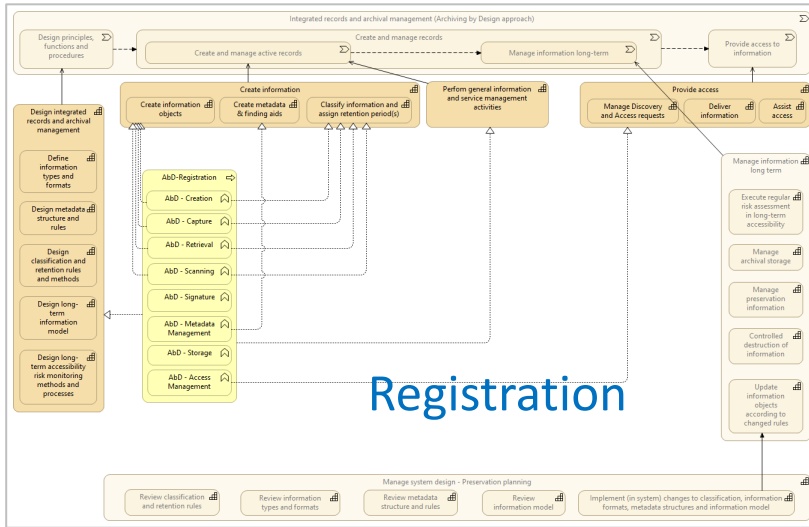 Integrated records and archival management (Archiving by Design approach)
Design principles,
functions and
procedures
Create and manage records
Create and manage active records
Manage information long-term
Provide access to
information
Create information
Create information
objects
Create metadata
& finding aids
Classify information and
assign retention period(s)
Perfom general information
and service management
activities
Provide access
Manage Discovery
and Access requests
Deliver
information
Assist
access
Design integrated
records and archival
management
Define
information
types and
formats
Design metadata
structure and
rules
Design
classification and
retention rules
and methods
Design long-
term
information
model
Design long-
term accessibility
risk monitoring
methods and
processes
AbD-Registration
AbD - Creation
AbD - Capture
AbD - Retrieval
AbD - Scanning
AbD - Signature
AbD - Metadata
Management
AbD - Storage
AbD - Access
Management
Manage information
long term
Execute regular
risk assessment
in long-term
accessibility
Manage
archival storage
Manage
preservation
information
Controlled
destruction of
information
Update
information
objects
according to
changed rules
Registration
Manage system design - Preservation planning
Review classification
and retention rules
Review information
types and formats
Review metadata
structure and rules
Review
information model
Implement (in system) changes to classification, information
formats, metadata structures and information model